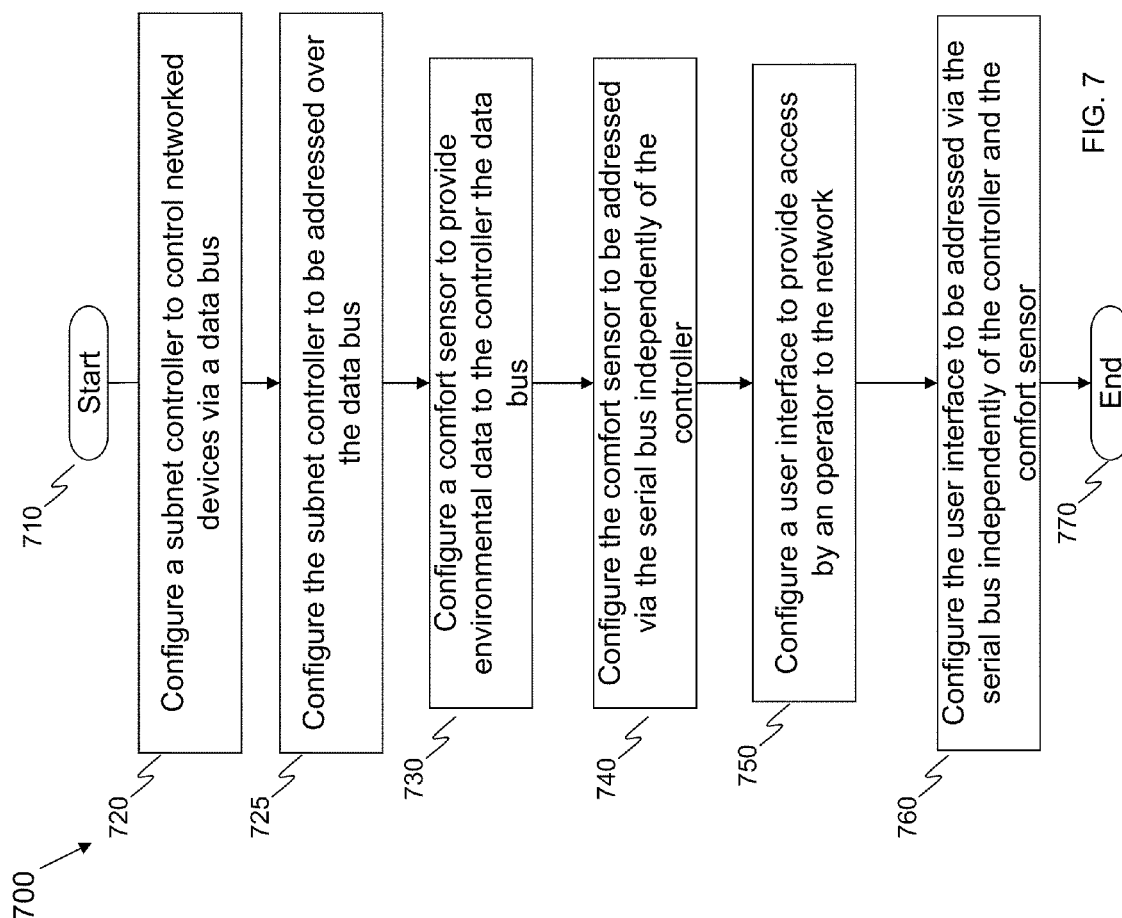 700
710
Start
720
Configure a subnet controller to control networked
devices via a data bus
725
Configure the subnet controller to be addressed over
the data bus
730
Configure a comfort sensor to provide
environmental data to the controller the data
bus
740
Configure the comfort sensor to be addressed
via the serial bus independently of the
controller
750
Configure a user interface to provide access
by an operator to the network
760
Configure the user interface to be addressed via the
serial bus independently of the controller and the
comfort sensor
770
End
FIG. 7